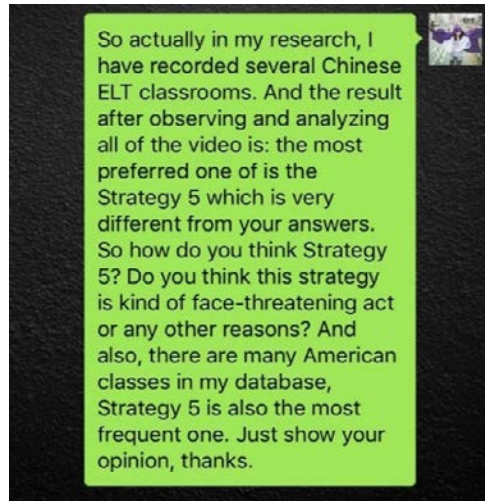 So actually in my research, I
have recorded several Chinese
ELT classrooms. And the result
after observing and analyzing
all of the video is: the most
preferred one of is the
Strategy 5 which is very
different from your answers.
So how do you think Strategy
5? Do you think this strategy
is kind of face-threatening act
or any other reasons? And
also, there are many American
classes in my database,
Strategy 5 is also the most
frequent one. Just show your
opinion, thanks.